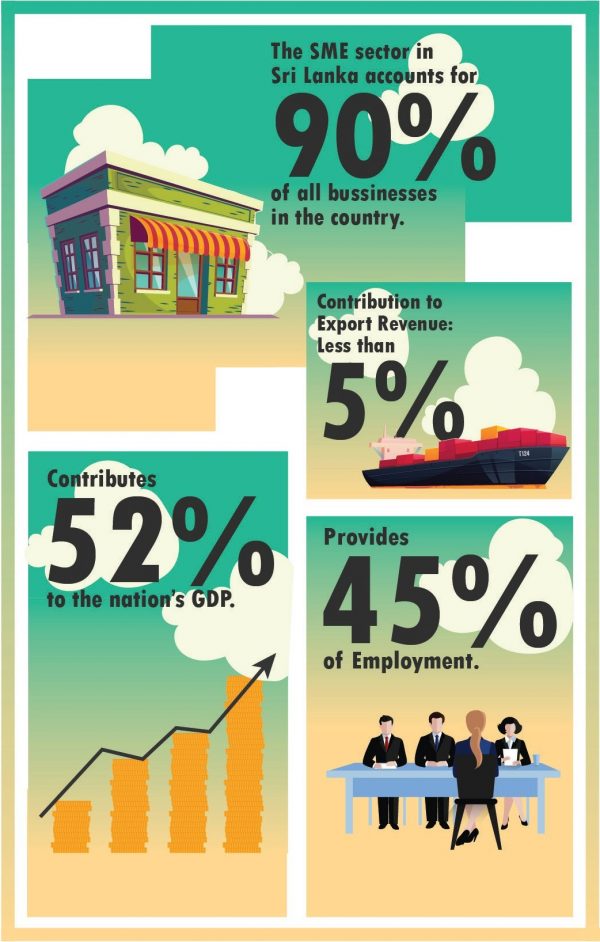 The SME sector in
Sri Lanka accounts for
90%
of all bussinesses
in the country.
Contribution to
Export Revenue:
Less than
5%
T124
Contributes
52%
to the nation's GDP.
Provides
45%
of Employment.